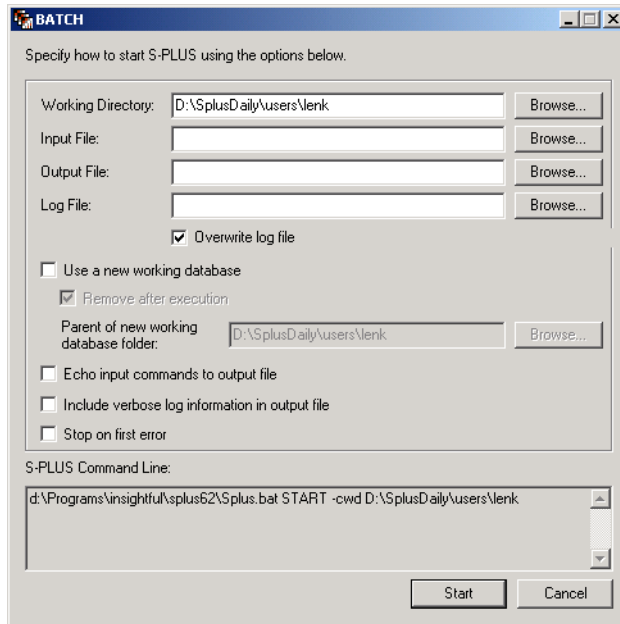 BATCH
Specify how to start S-PLUS using the options below.
Working Directory: D:\SplusDaily\users\lenk Browse...
Input File: Browse...
Output File: Browse...
Log File: Browse...
Overwrite log file
Use a new working database
Remove after execution
Parent of new working
database folder: D:\SplusDaily\users\lenk Browse...
Echo input commands to output file
Include verbose log information in output file
Stop on first error
S-PLUS Command Line:
d:\Programs\insightful\splus62\Splus.bat START -cwd D:\SplusDaily\users\lenk
Start Cancel